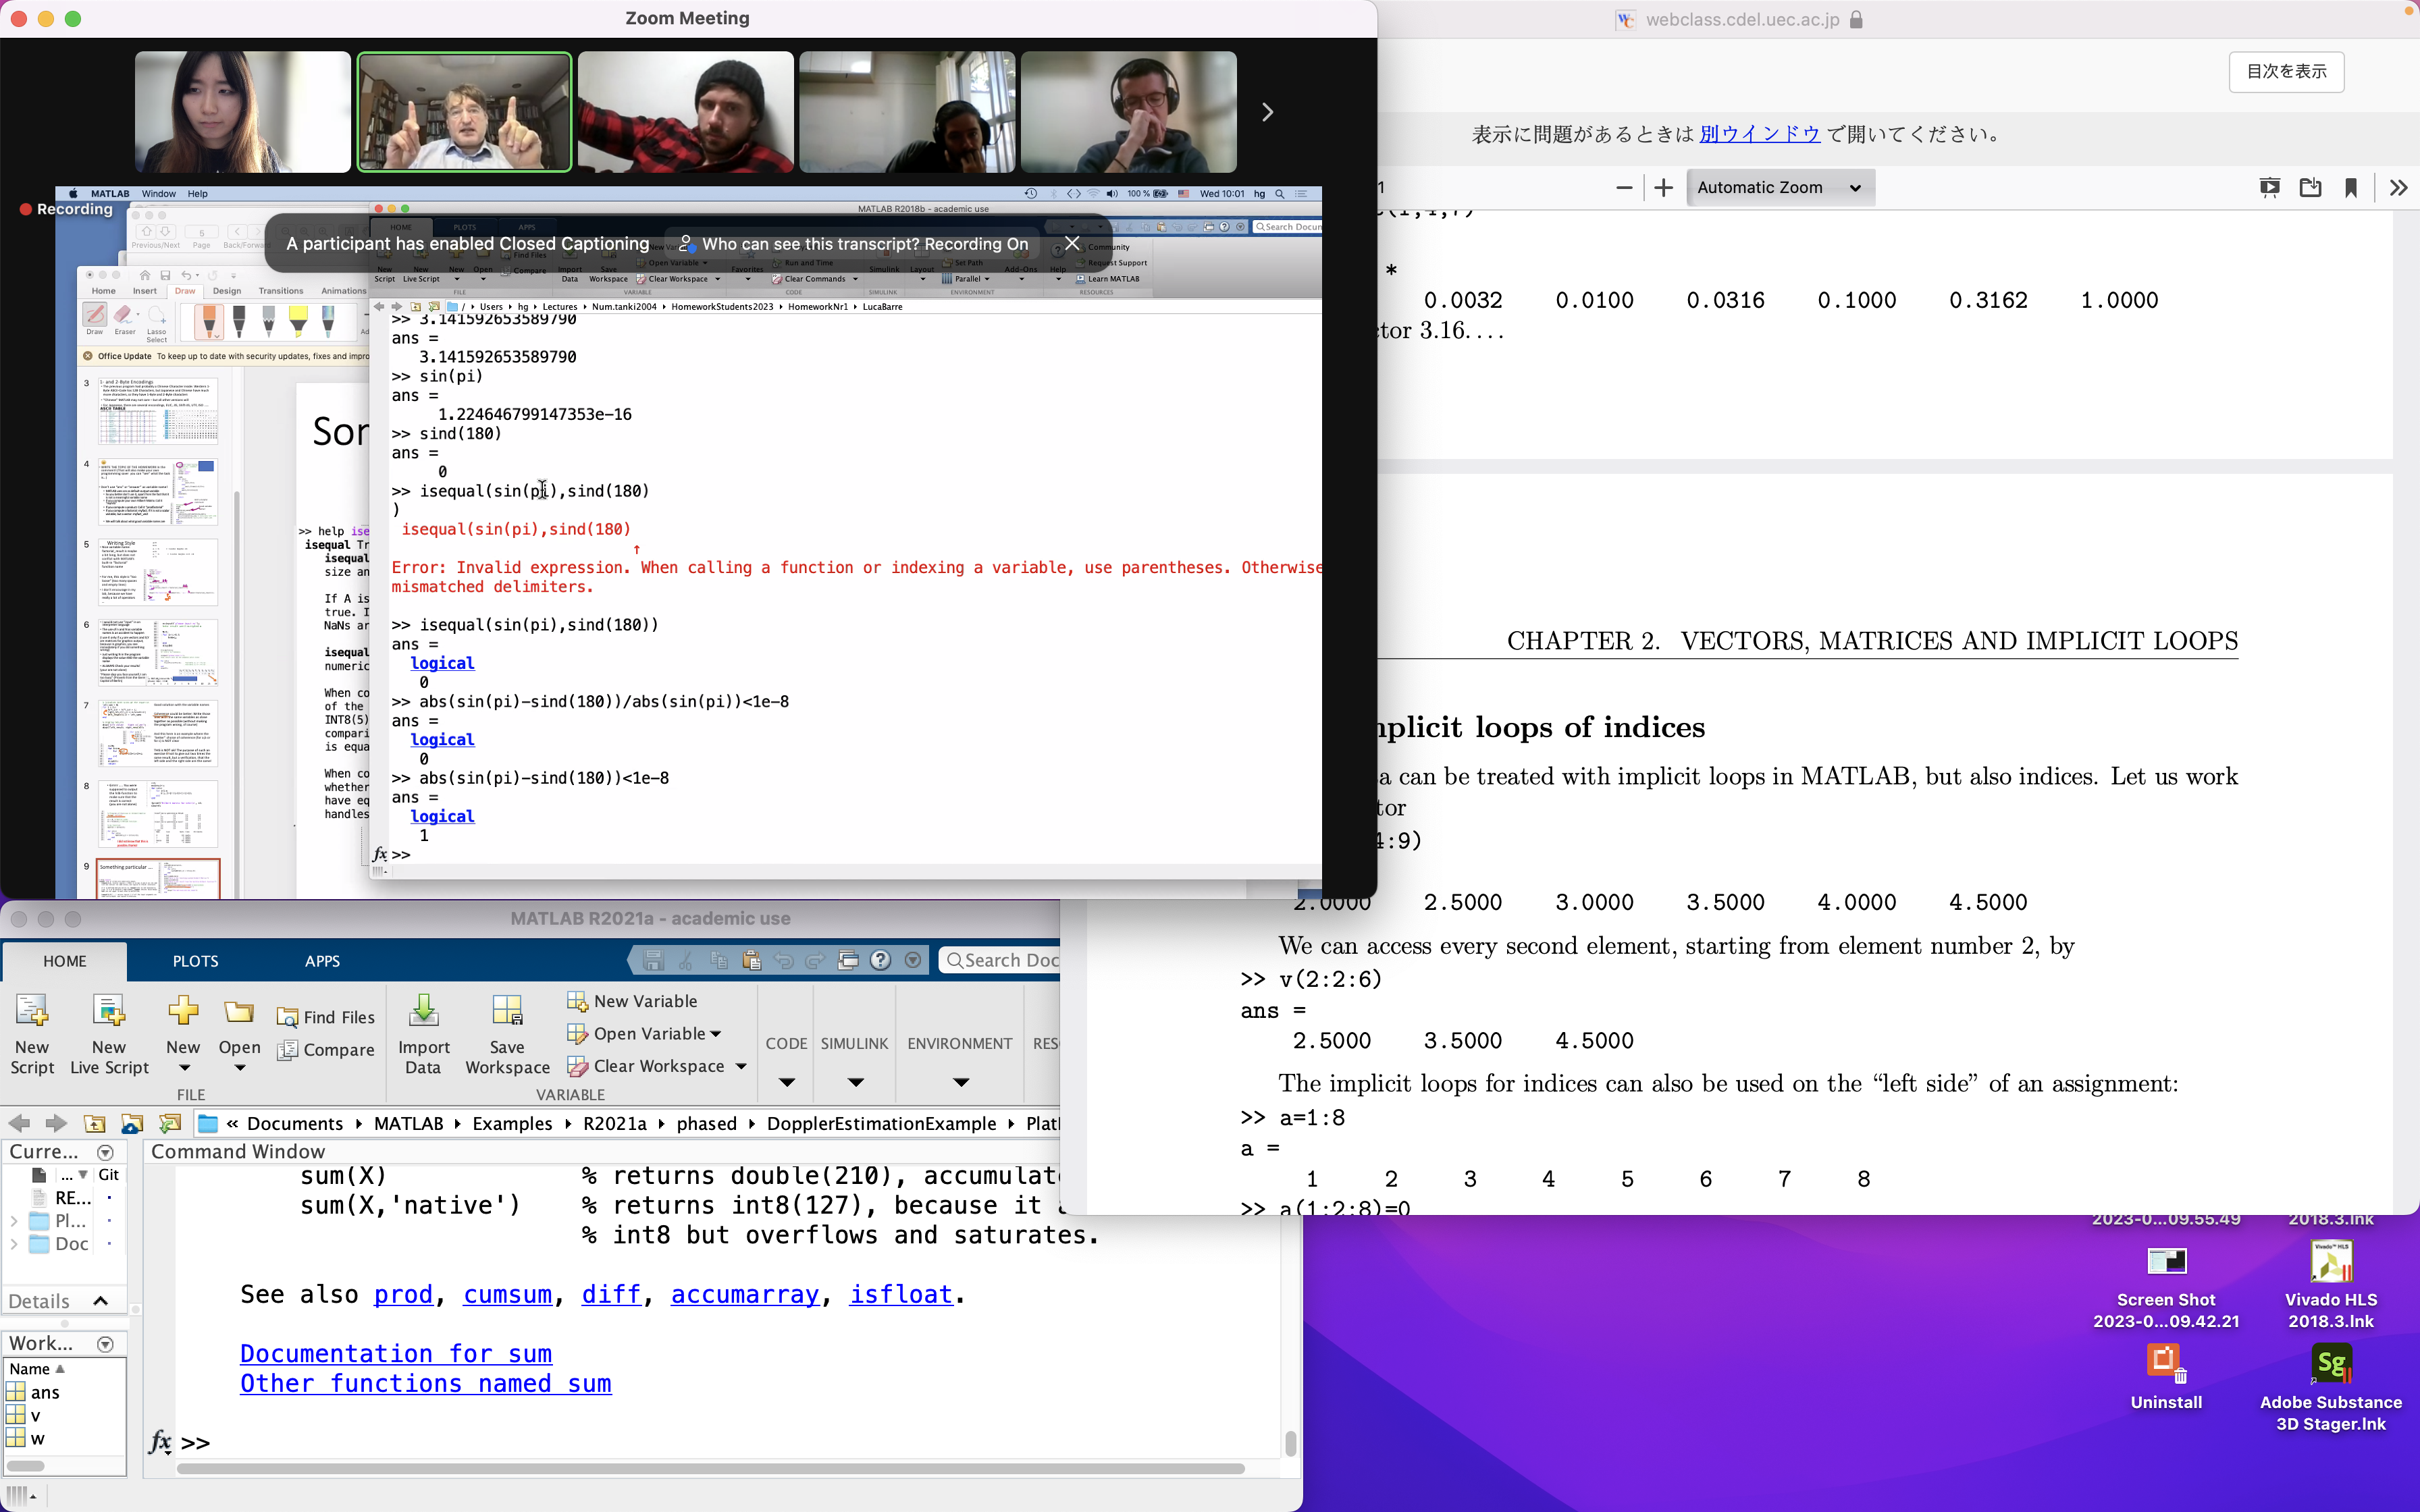 Zoom Meeting
Recording
MATLAB Window Help
100 % Wed 10:01 hg
MATLAB R2018b - academic use
HOME PLOTS APPS
Search Docum
A participant has enabled Closed Captioning
Who can see this transcript? Recording On
Previous/Next Page Back/Forward
5
New Script
New Live Script
New
Open
Find Files
Compare
Import Data
Save Workspace
Open Variable
Clear Workspace
Favorites
Run and Time
Clear Commands
Simulink
Layout
Set Path
Parallel
Add-Ons
Help
Community
Request Support
Learn MATLAB
FILE VARIABLE CODE SIMULINK ENVIRONMENT RESOURCES
/ Users hg Lectures Num.tanki2004 HomeworkStudents2023 HomeworkNr1 LucaBarre
Home Insert Draw Design Transitions Animations
Draw Eraser Lasso Select
Office Update To keep up to date with security updates, fixes and impro
3
4
5
Writing Style
6
7
8
9
Something particular ...
Sor
>> help ise
isequal Tr
isequal
size an
If A is
true. I
NaNs ar
isequal
numeric
When co
of the
INT8(5)
compari
is equa
When co
whether
have eq
handles
>> 3.141592653589790
ans =
3.141592653589790
>> sin(pi)
ans =
1.224646799147353e-16
>> sind(180)
ans =
0
>> isequal(sin(pi),sind(180)
)
isequal(sin(pi),sind(180)
↑
Error: Invalid expression. When calling a function or indexing a variable, use parentheses. Otherwise
mismatched delimiters.
>> isequal(sin(pi),sind(180))
ans =
logical
0
>> abs(sin(pi)-sind(180))/abs(sin(pi))<1e-8
ans =
logical
0
>> abs(sin(pi)-sind(180))<1e-8
ans =
logical
1
fx >>
webclass.cdel.uec.ac.jp
目次を表示
表示に問題があるときは 別ウインドウ で開いてください。
1
Automatic Zoom
*
0.0032 0.0100 0.0316 0.1000 0.3162 1.0000
tor 3.16....
CHAPTER 2. VECTORS, MATRICES AND IMPLICIT LOOPS
mplicit loops of indices
a can be treated with implicit loops in MATLAB, but also indices. Let us work
tor
4:9)
2.0000 2.5000 3.0000 3.5000 4.0000 4.5000
We can access every second element, starting from element number 2, by
>> v(2:2:6)
ans =
2.5000 3.5000 4.5000
The implicit loops for indices can also be used on the “left side” of an assignment:
>> a=1:8
a =
1 2 3 4 5 6 7 8
>> a(1:2:8)=0
MATLAB R2021a - academic use
HOME PLOTS APPS
Search Doc
New Script
New Live Script
New
Open
Find Files
Compare
Import Data
Save Workspace
New Variable
Open Variable
Clear Workspace
CODE SIMULINK ENVIRONMENT RES
FILE VARIABLE
« Documents MATLAB Examples R2021a phased DopplerEstimationExample Platf
Curre...
... Git
RE...
Pl...
Doc
Details
Work...
Name
ans
v
w
Command Window
sum(X) % returns double(210), accumulat
sum(X,'native') % returns int8(127), because it a
% int8 but overflows and saturates.
See also prod, cumsum, diff, accumarray, isfloat.
Documentation for sum
Other functions named sum
fx >>
2023-0...09.55.49
2018.3.lnk
Screen Shot
2023-0...09.42.21
Vivado HLS
2018.3.lnk
Uninstall
Sg
Adobe Substance
3D Stager.lnk